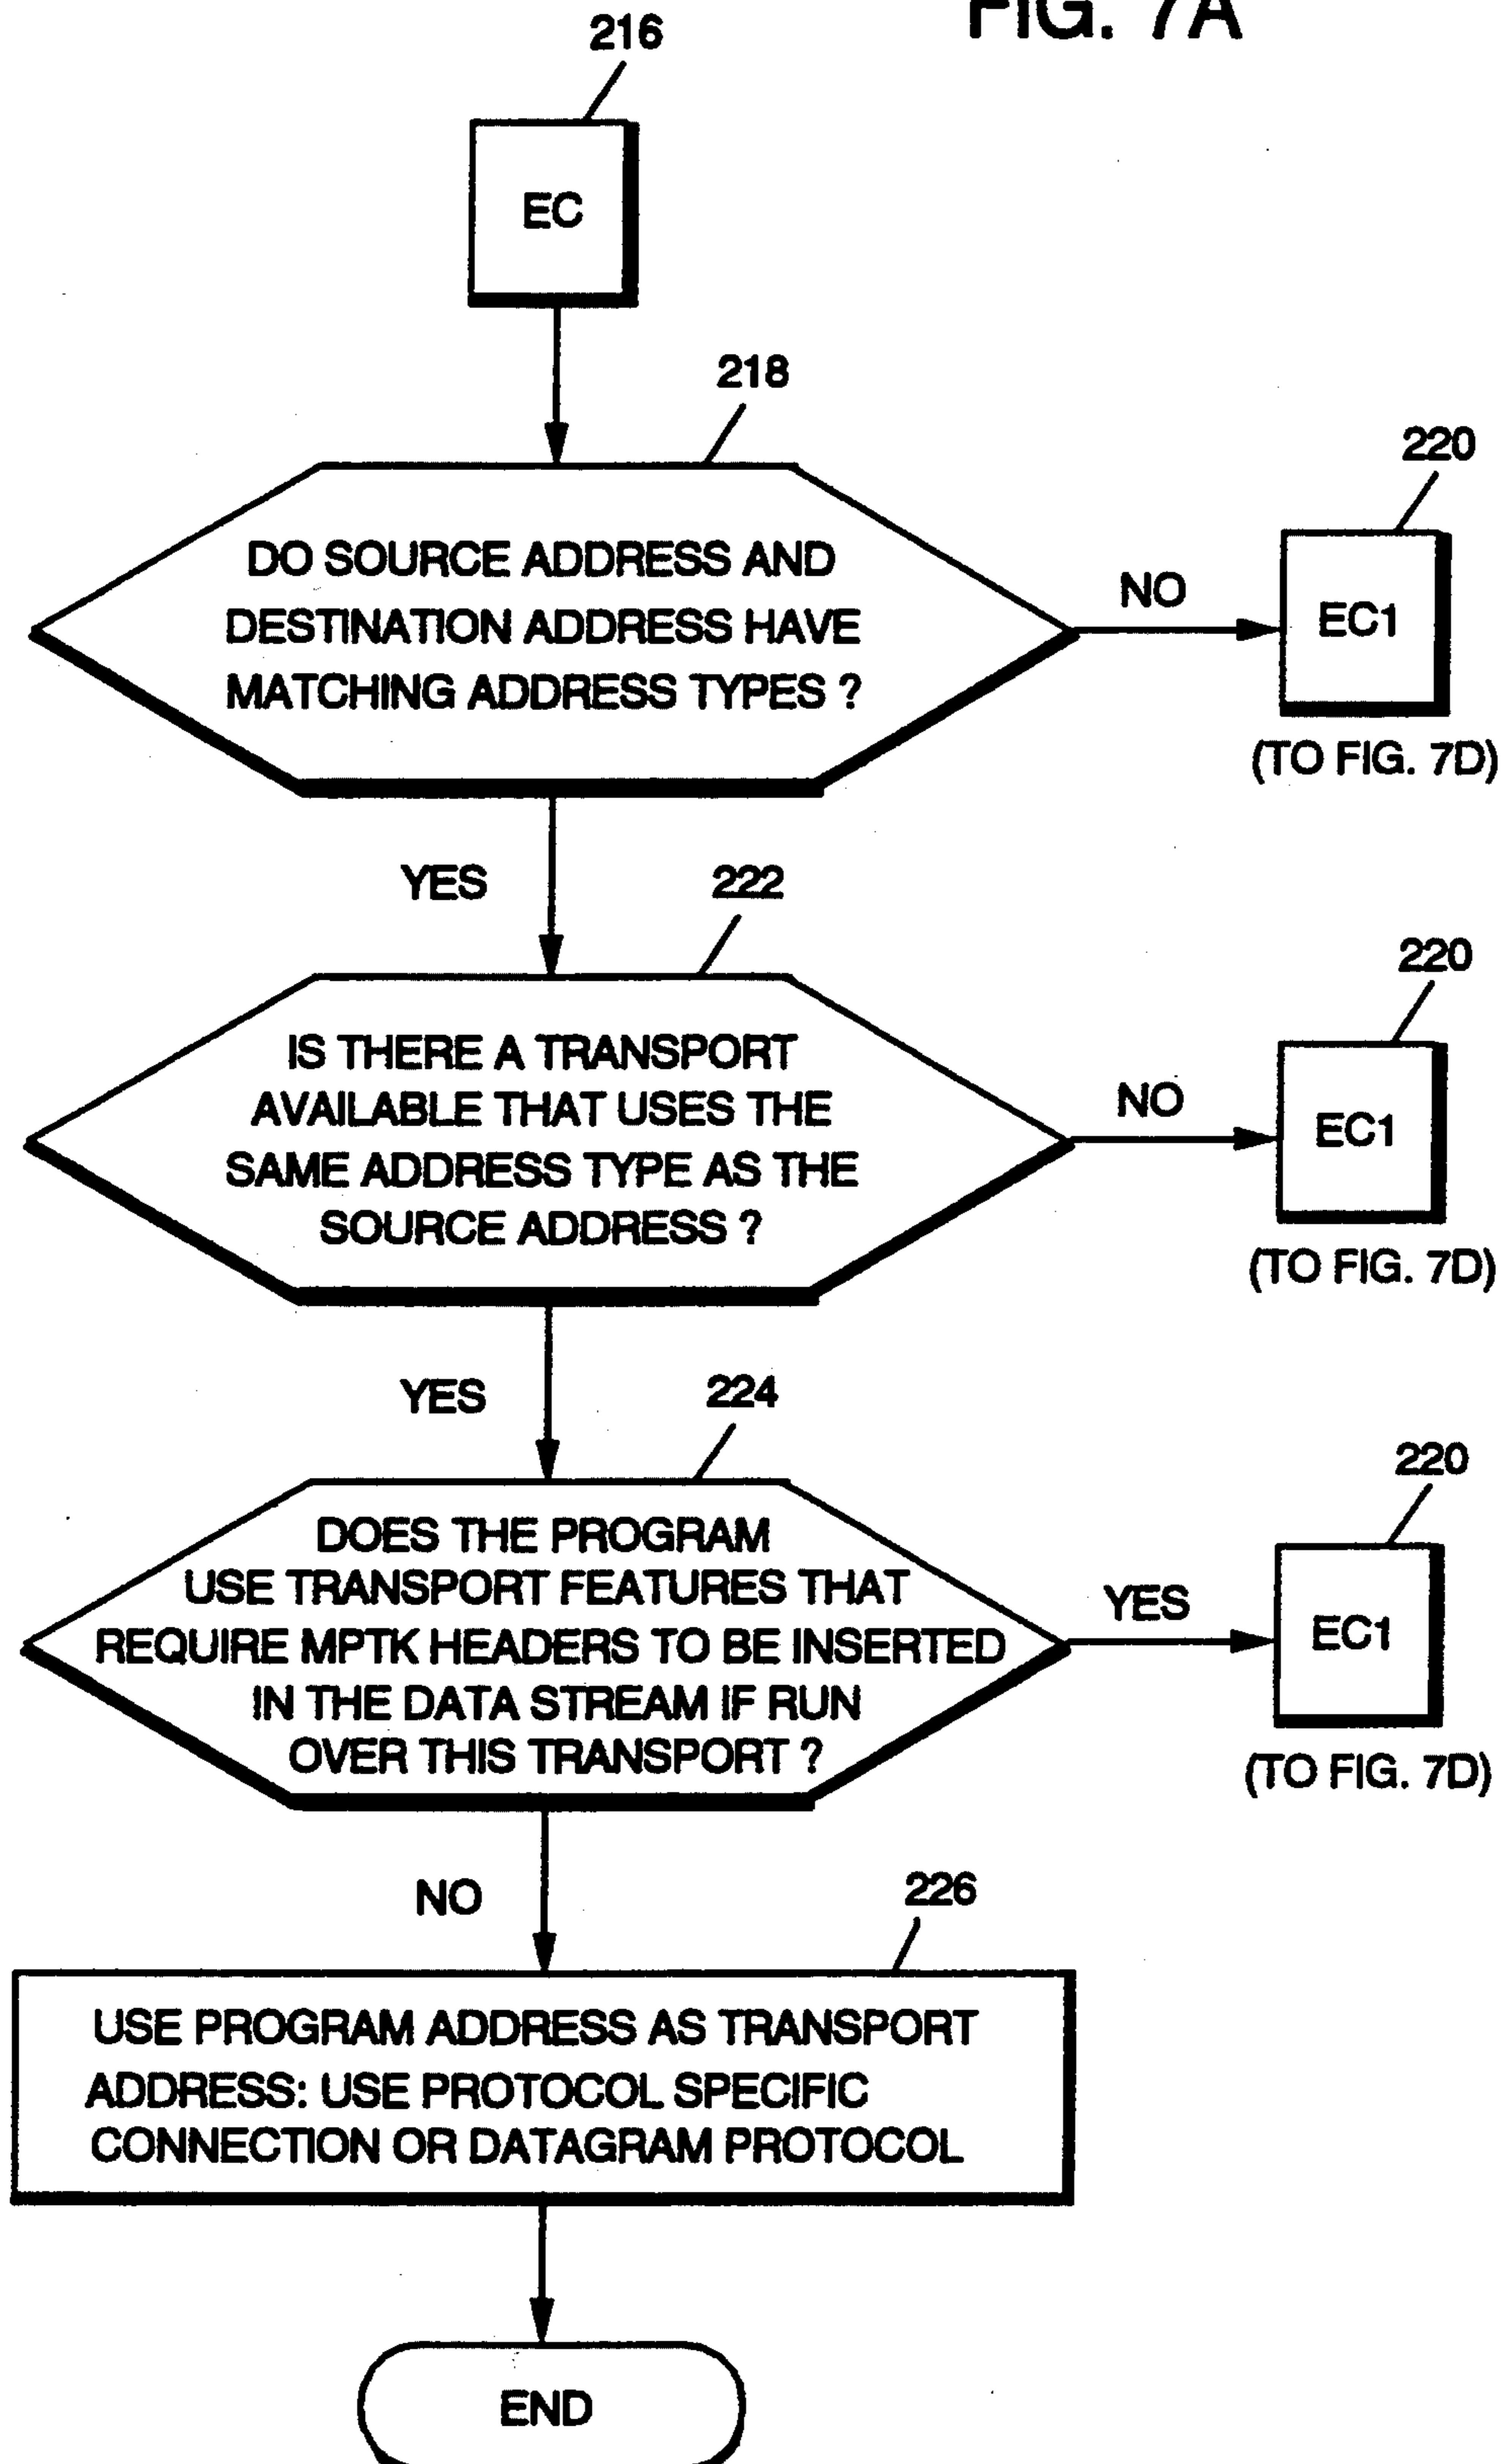 FIG. 7A
216
EC
218
DO SOURCE ADDRESS AND
DESTINATION ADDRESS HAVE
MATCHING ADDRESS TYPES ?
NO
220
EC1
(TO FIG. 7D)
YES
222
IS THERE A TRANSPORT
AVAILABLE THAT USES THE
SAME ADDRESS TYPE AS THE
SOURCE ADDRESS ?
NO
220
EC1
(TO FIG. 7D)
YES
224
DOES THE PROGRAM
USE TRANSPORT FEATURES THAT
REQUIRE MPTK HEADERS TO BE INSERTED
IN THE DATA STREAM IF RUN
OVER THIS TRANSPORT ?
YES
220
EC1
(TO FIG. 7D)
NO
226
USE PROGRAM ADDRESS AS TRANSPORT
ADDRESS: USE PROTOCOL SPECIFIC
CONNECTION OR DATAGRAM PROTOCOL
END